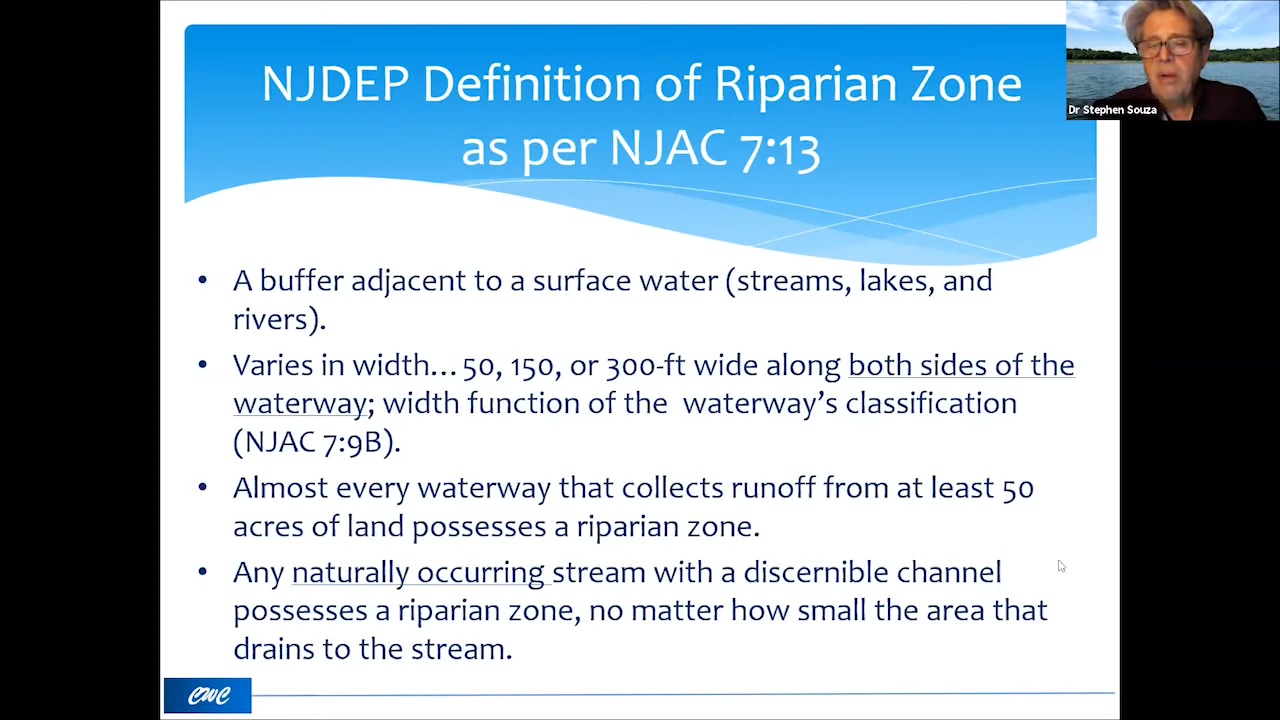 NJDEP Definition of Riparian Zone
as per NJAC 7:13
Dr Stephen Souza
• A buffer adjacent to a surface water (streams, lakes, and
rivers).
• Varies in width... 50, 150, or 300-ft wide along both sides of the
waterway; width function of the waterway's classification
(NJAC 7:9B).
• Almost every waterway that collects runoff from at least 50
acres of land possesses a riparian zone.
• Any naturally occurring stream with a discernible channel
possesses a riparian zone, no matter how small the area that
drains to the stream.
CWC